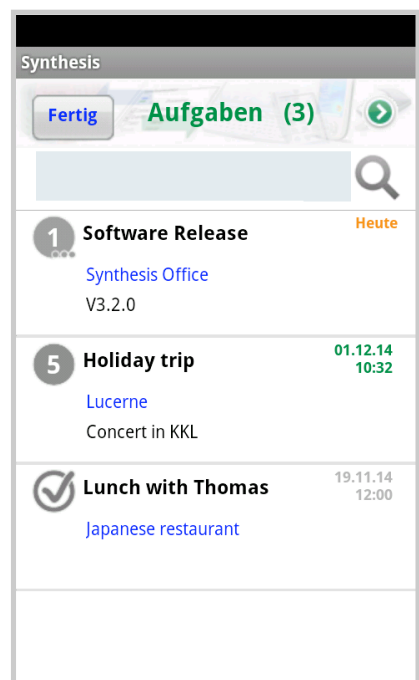 Synthesis
Fertig Aufgaben (3)
1 Software Release Heute
Synthesis Office
V3.2.0
5 Holiday trip 01.12.14
10:32
Lucerne
Concert in KKL
Lunch with Thomas 19.11.14
12:00
Japanese restaurant